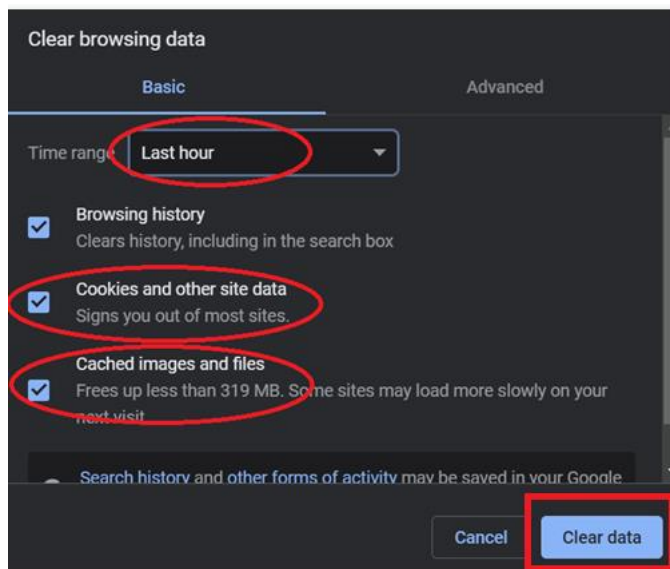 Clear browsing data
Basic
Advanced
Time range
Last hour
Browsing history
Clears history, including in the search box
Cookies and other site data
Signs you out of most sites.
Cached images and files
Frees up less than 319 MB. Some sites may load more slowly on your
next visit.
Search history and other forms of activity may be saved in your Google
Cancel
Clear data